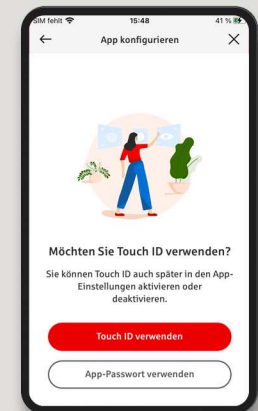 SIM fehlt 15:48 41 %
App konfigurieren
Möchten Sie Touch ID verwenden?
Sie können Touch ID auch später in den App-
Einstellungen aktivieren oder
deaktivieren.
Touch ID verwenden
App-Passwort verwenden